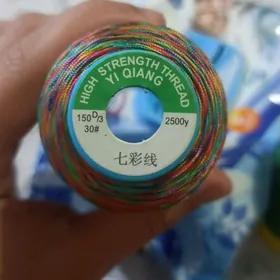 HIGH STRENGTH THREAD
YI QIANG
150D/3
30#
2500y
七彩线